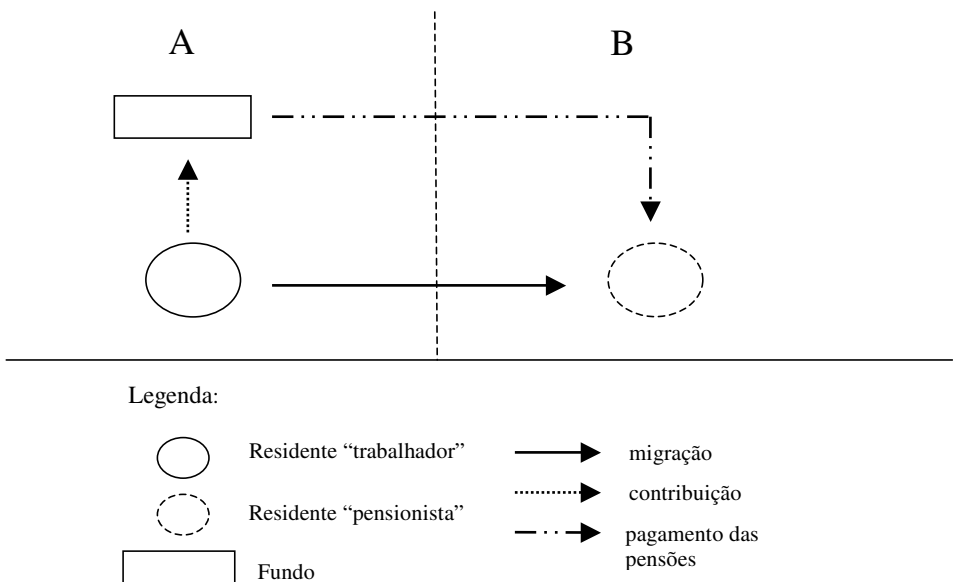 A
B
Legenda:
Residente “trabalhador”
Residente “pensionista”
Fundo
migração
contribuição
pagamento das
pensões